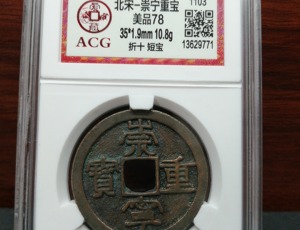 北宋-崇宁重宝
美品78
35*1.9mm 10.8g
折十 短宝
ACG
1103
13629771
崇
寳 重
寧